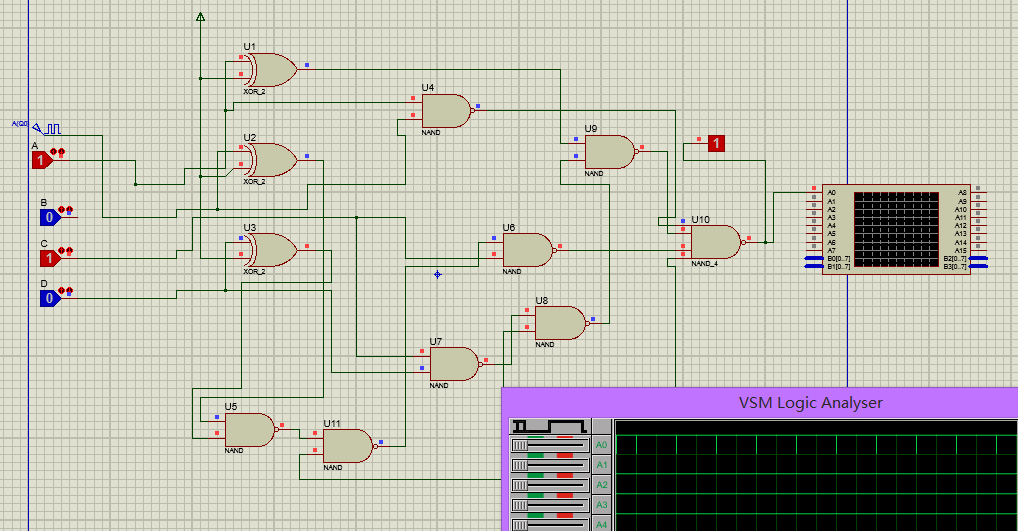 U1
XOR_2
U4
NAND
A(Q0)
A
1
U2
XOR_2
U9
NAND
1
B
0
C
1
U3
XOR_2
U6
NAND
U10
NAND_4
D
0
A0
A1
A2
A3
A4
A5
A6
A7
B0[0..7]
B1[0..7]
A8
A9
A10
A11
A12
A13
A14
A15
B2[0..7]
B3[0..7]
U8
NAND
U7
NAND
U5
NAND
U11
NAND
VSM Logic Analyser
A0
A1
A2
A3
A4